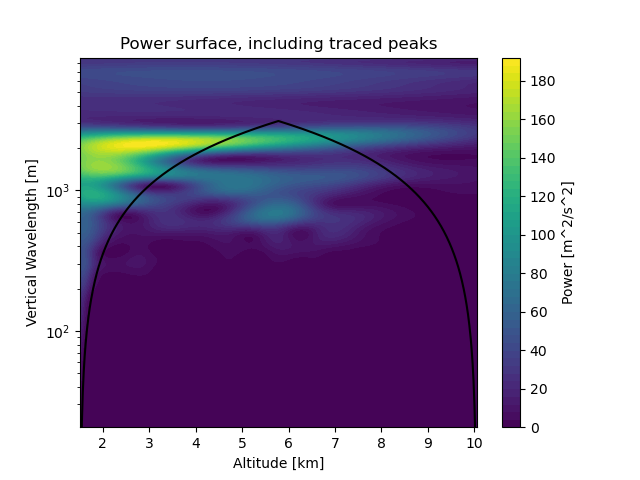 Power surface, including traced peaks
Vertical Wavelength [m]
10^3
10^2
2 3 4 5 6 7 8 9 10
Altitude [km]
180
160
140
120
100
80
60
40
20
0
Power [m^2/s^2]